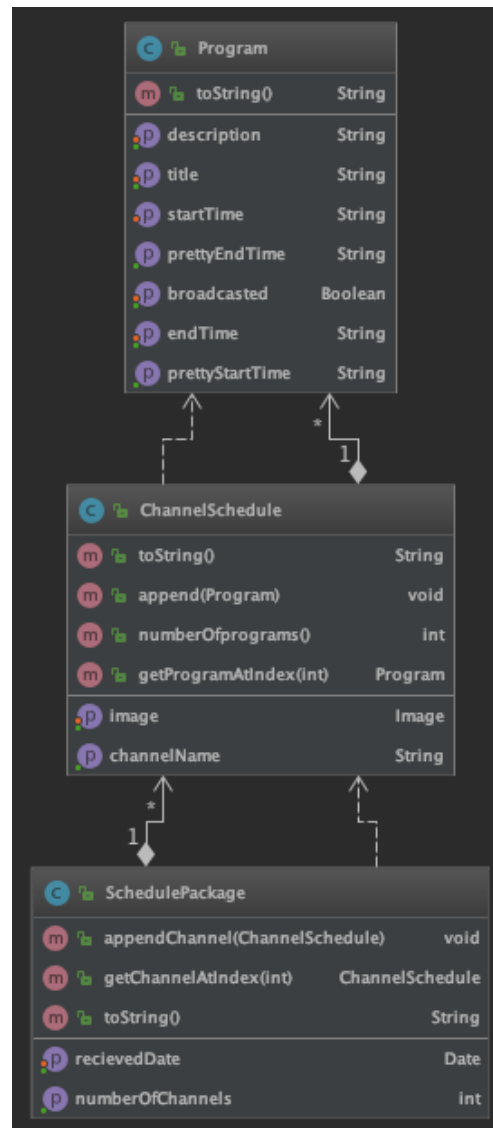 C Program
m toString() String
p description String
p title String
p startTime String
p prettyEndTime String
p broadcasted Boolean
p endTime String
p prettyStartTime String
*
1
C ChannelSchedule
m toString() String
m append(Program) void
m numberOfprograms() int
m getProgramAtIndex(int) Program
p image Image
p channelName String
*
1
C SchedulePackage
m appendChannel(ChannelSchedule) void
m getChannelAtIndex(int) ChannelSchedule
m toString() String
p recievedDate Date
p numberOfChannels int